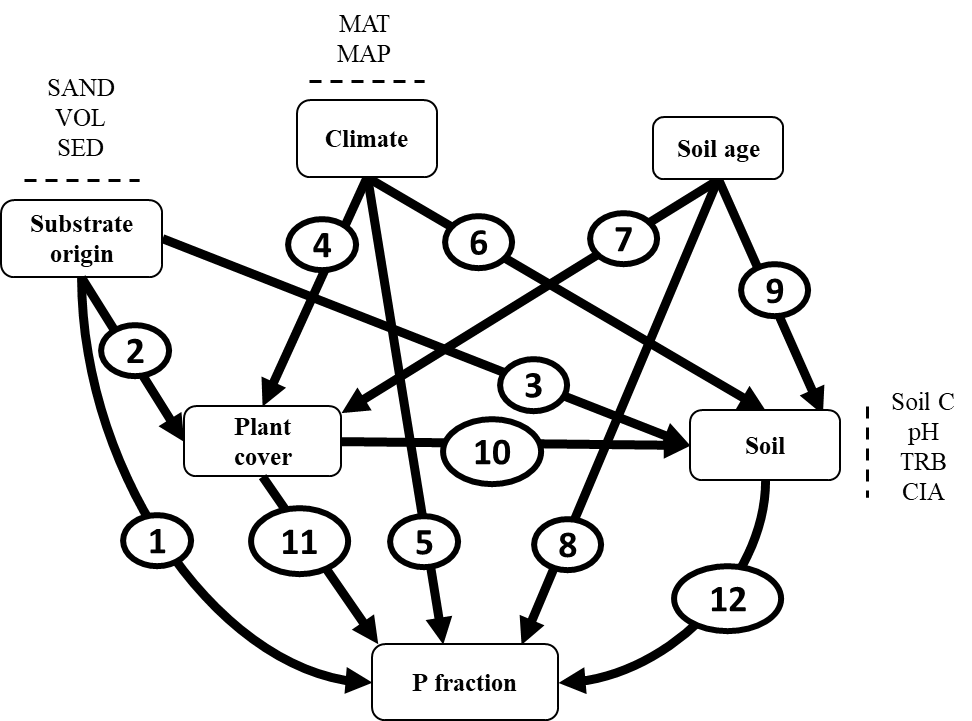 MAT
MAP
Climate
SAND
VOL
SED
Substrate
origin
Soil age
4
6
7
9
2
3
Plant
cover
10
Soil
Soil C
pH
TRB
CIA
1
11
5
8
12
P fraction